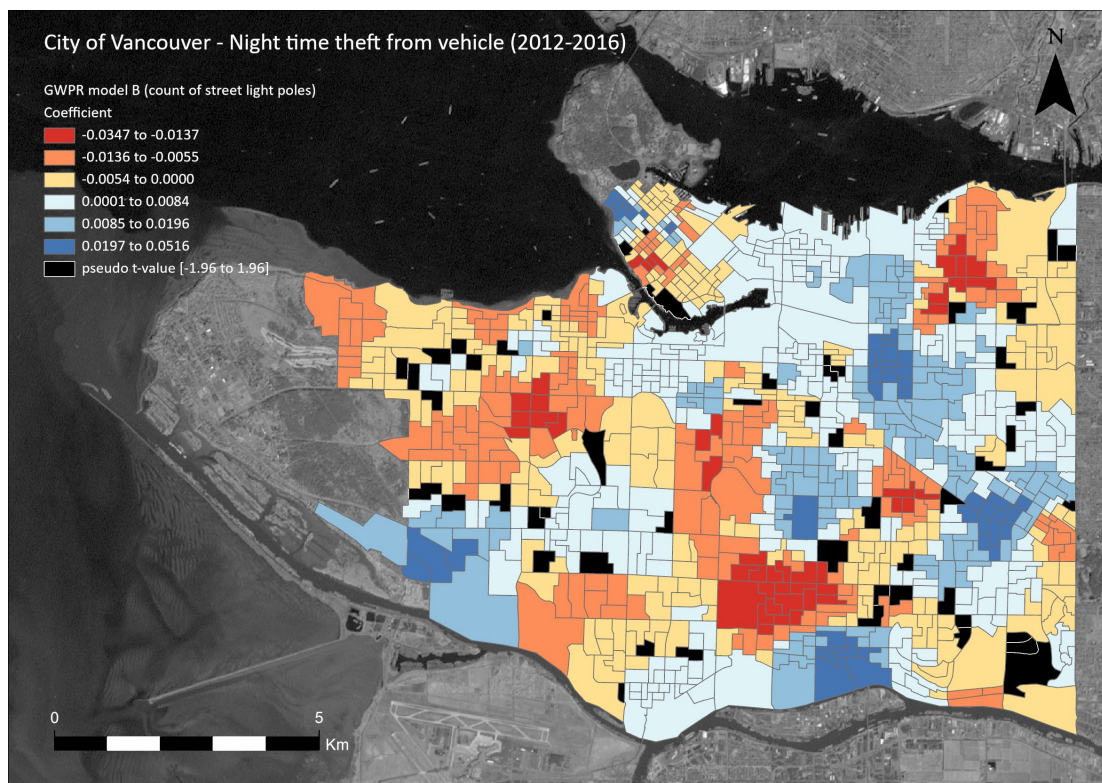 City of Vancouver - Night time theft from vehicle (2012-2016)
N
GWPR model B (count of street light poles)
Coefficient
-0.0347 to -0.0137
-0.0136 to -0.0055
-0.0054 to 0.0000
0.0001 to 0.0084
0.0085 to 0.0196
0.0197 to 0.0516
pseudo t-value [-1.96 to 1.96]
0 5
Km